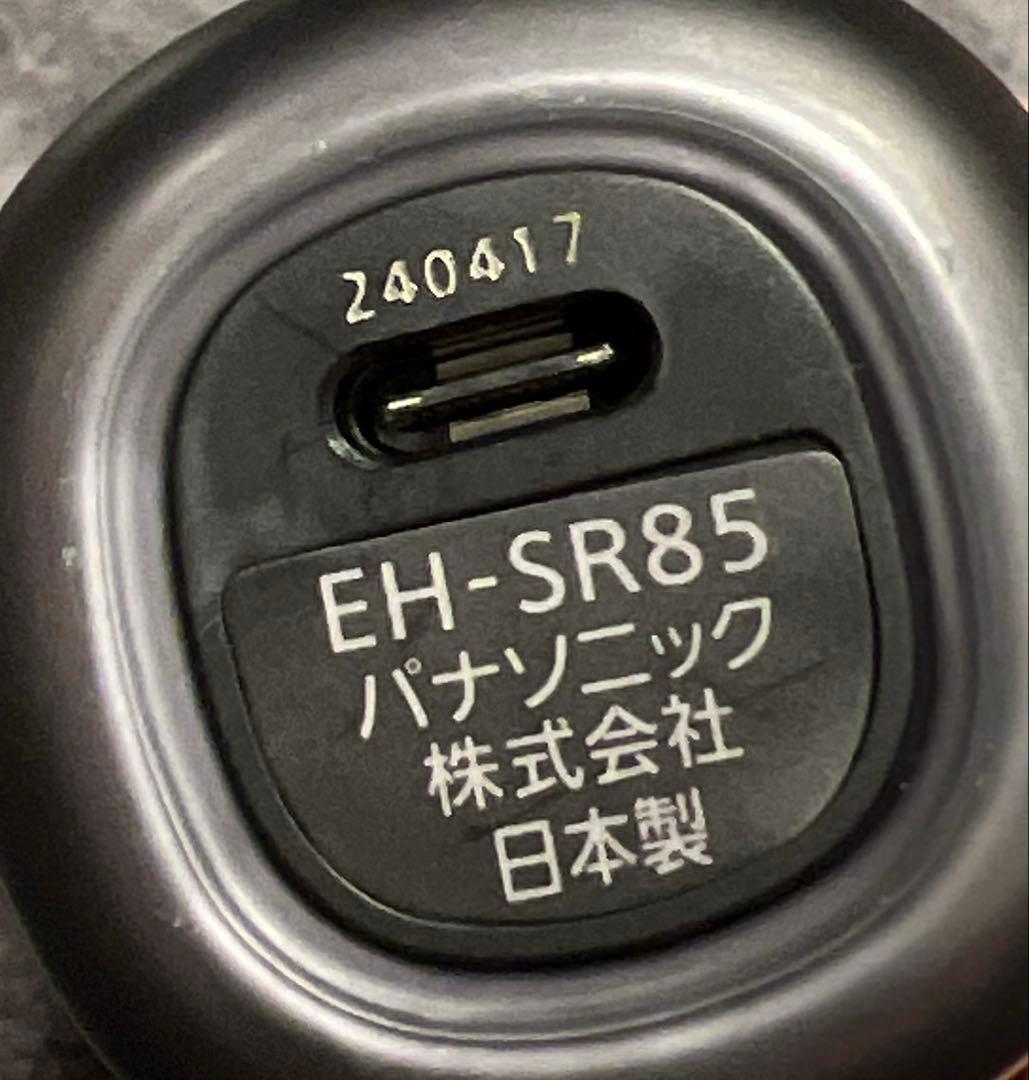 240417
EH-SR85
パナソニック
株式会社
日本製